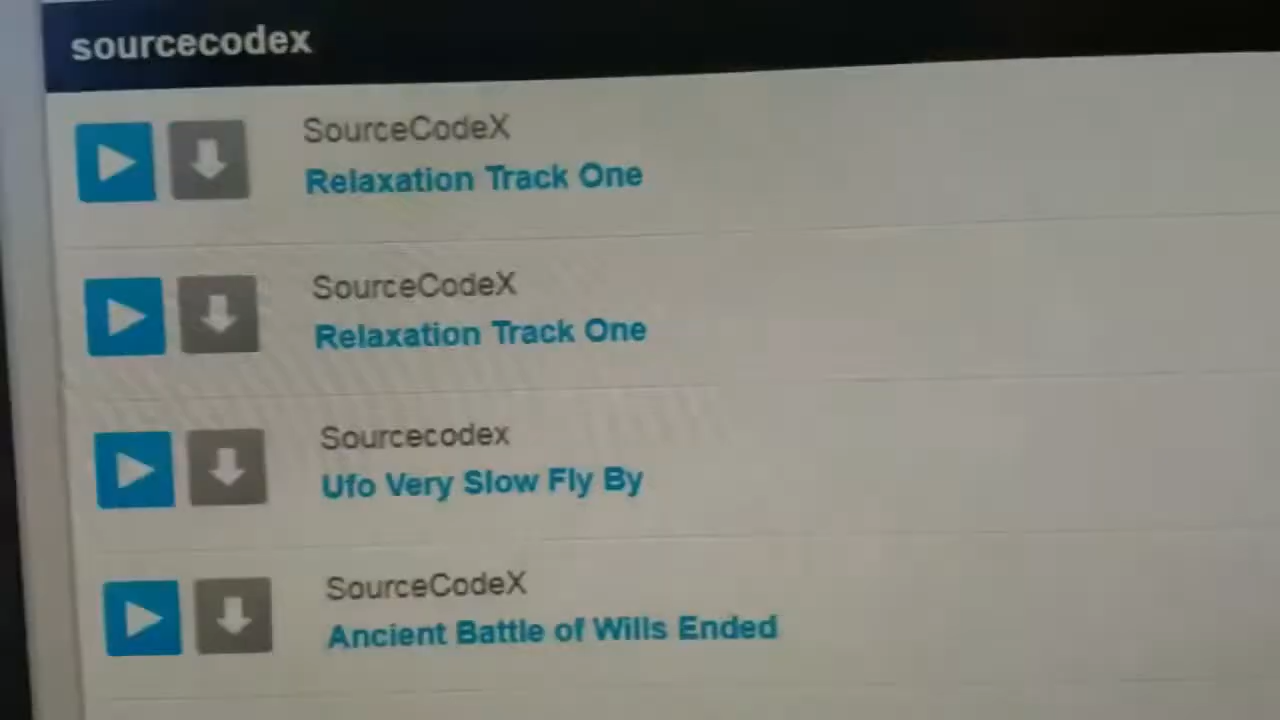 sourcecodex
SourceCodeX
Relaxation Track One
SourceCodeX
Relaxation Track One
Sourcecodex
Ufo Very Slow Fly By
SourceCodeX
Ancient Battle of Wills Ended